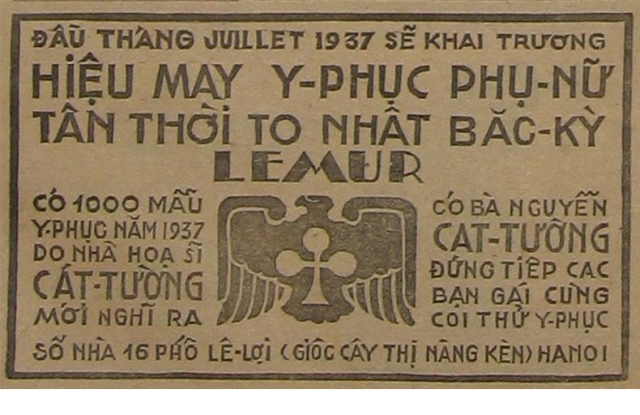 ĐẦU THÁNG JUILLET 1937 SẼ KHAI TRƯƠNG
HIỆU MAY Y-PHỤC PHỤ-NỮ
TÂN THỜI TO NHẤT BẮC-KỲ
LEMUR
CÓ 1000 MẪU
Y-PHỤC NĂM 1937
DO NHÀ HỌA SĨ
CÁT-TƯỜNG
MỚI NGHĨ RA
CÓ BÀ NGUYỄN
CAT-TƯỜNG
ĐỨNG TIẾP CÁC
BẠN GÁI CÙNG
COI THỬ Y-PHỤC
SỐ NHÀ 16 PHỐ LÊ-LỢI (GIỐC CÂY THỊ NÀNG KÈN) HANOI